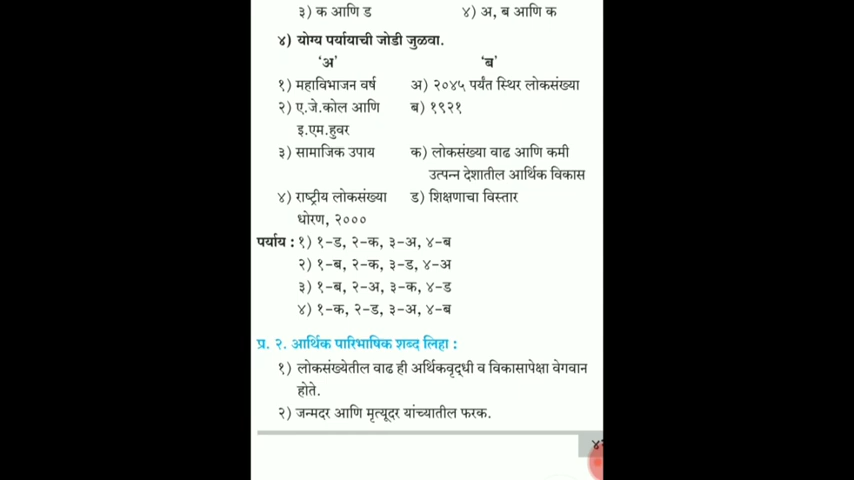 ३) क आणि ड ४) अ, ब आणि क
४) योग्य पर्यायाची जोडी जुळवा.
‘अ’ ‘ब’
१) महाविभाजन वर्ष अ) २०४५ पर्यंत स्थिर लोकसंख्या
२) ए.जे.कोल आणि ब) १९२१
इ.एम.हुवर
३) सामाजिक उपाय क) लोकसंख्या वाढ आणि कमी
उत्पन्न देशातील आर्थिक विकास
४) राष्ट्रीय लोकसंख्या ड) शिक्षणाचा विस्तार
धोरण, २०००
पर्याय : १) १-ड, २-क, ३-अ, ४-ब
२) १-ब, २-क, ३-ड, ४-अ
३) १-ब, २-अ, ३-क, ४-ड
४) १-क, २-ड, ३-अ, ४-ब
प्र. २. आर्थिक पारिभाषिक शब्द लिहा :
१) लोकसंख्येतील वाढ ही अर्थिकवृद्धी व विकासापेक्षा वेगवान
होते.
२) जन्मदर आणि मृत्यूदर यांच्यातील फरक.